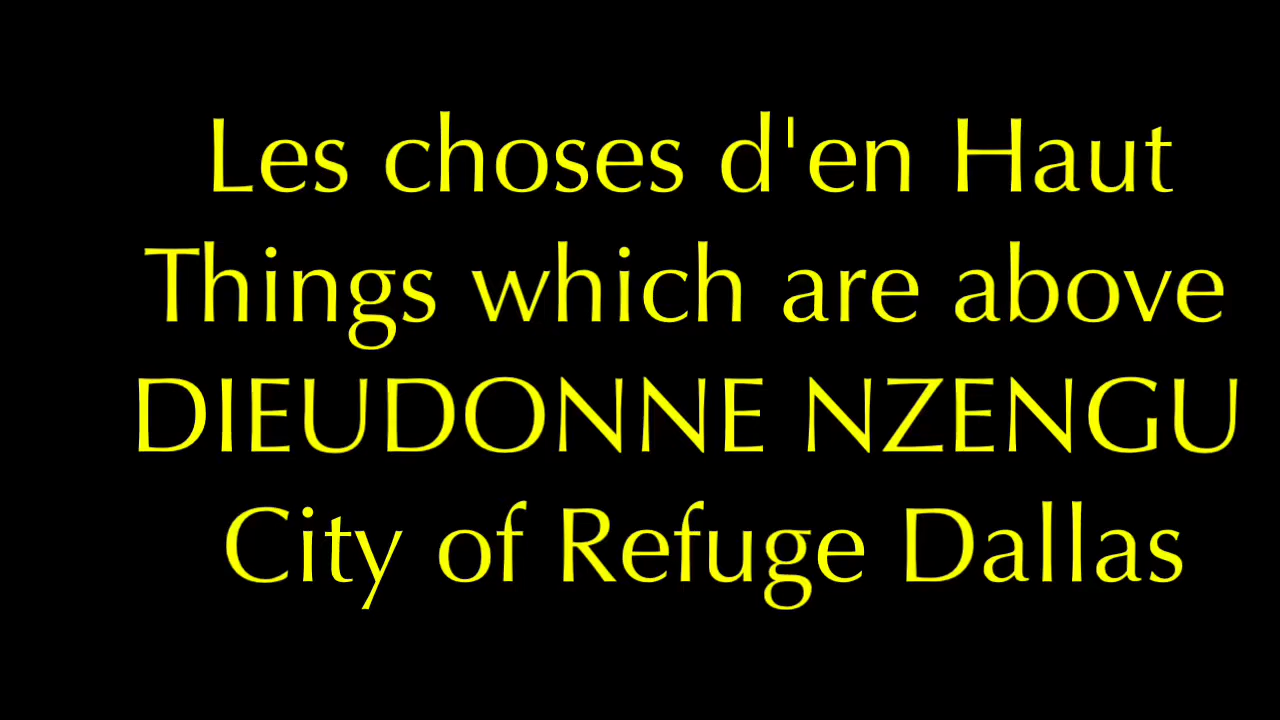 Les choses d'en Haut
Things which are above
DIEUDONNE NZENGU
City of Refuge Dallas